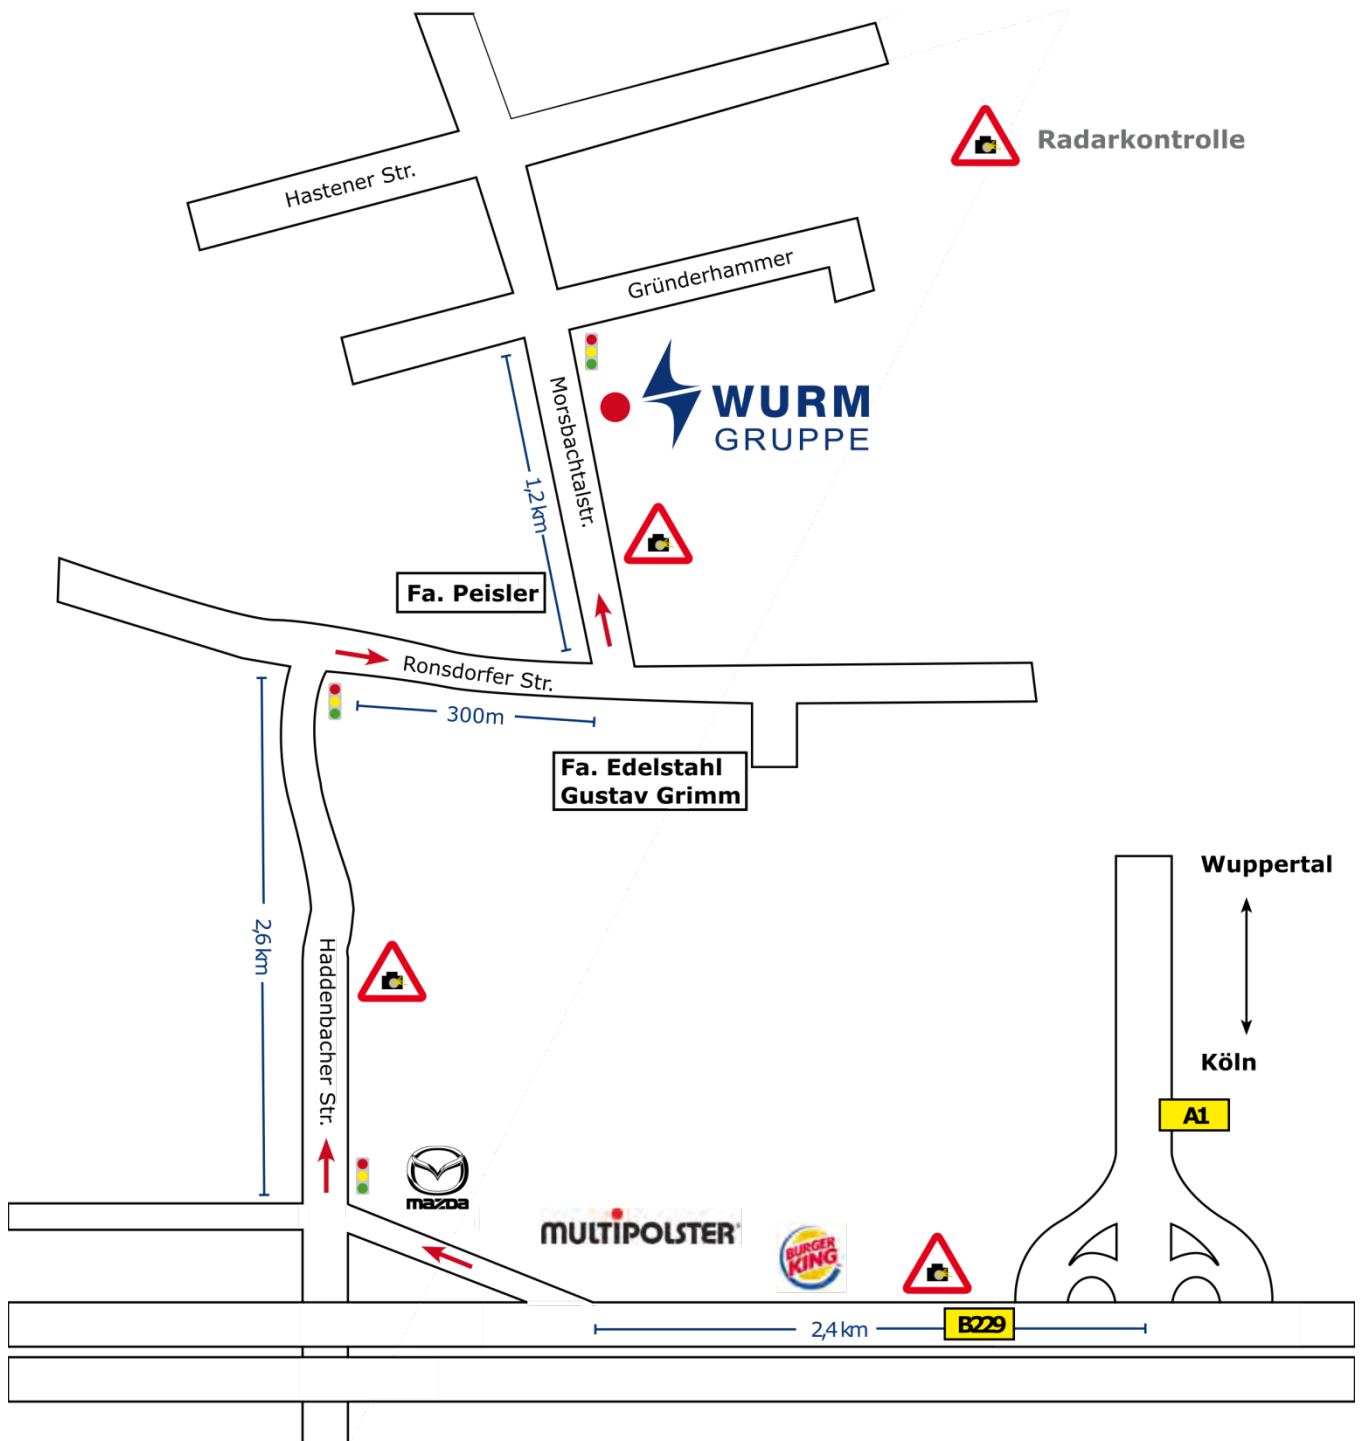 Radarkontrolle
Hastener Str.
Gründerhammer
WURM
GRUPPE
Morsbachtalstr.
1,2 km
Fa. Peisler
Ronsdorfer Str.
300m
Fa. Edelstahl
Gustav Grimm
2,6 km
Haddenbacher Str.
Wuppertal
Köln
A1
mazda
MULTIPOLSTER
BURGER
KING
B229
2,4 km